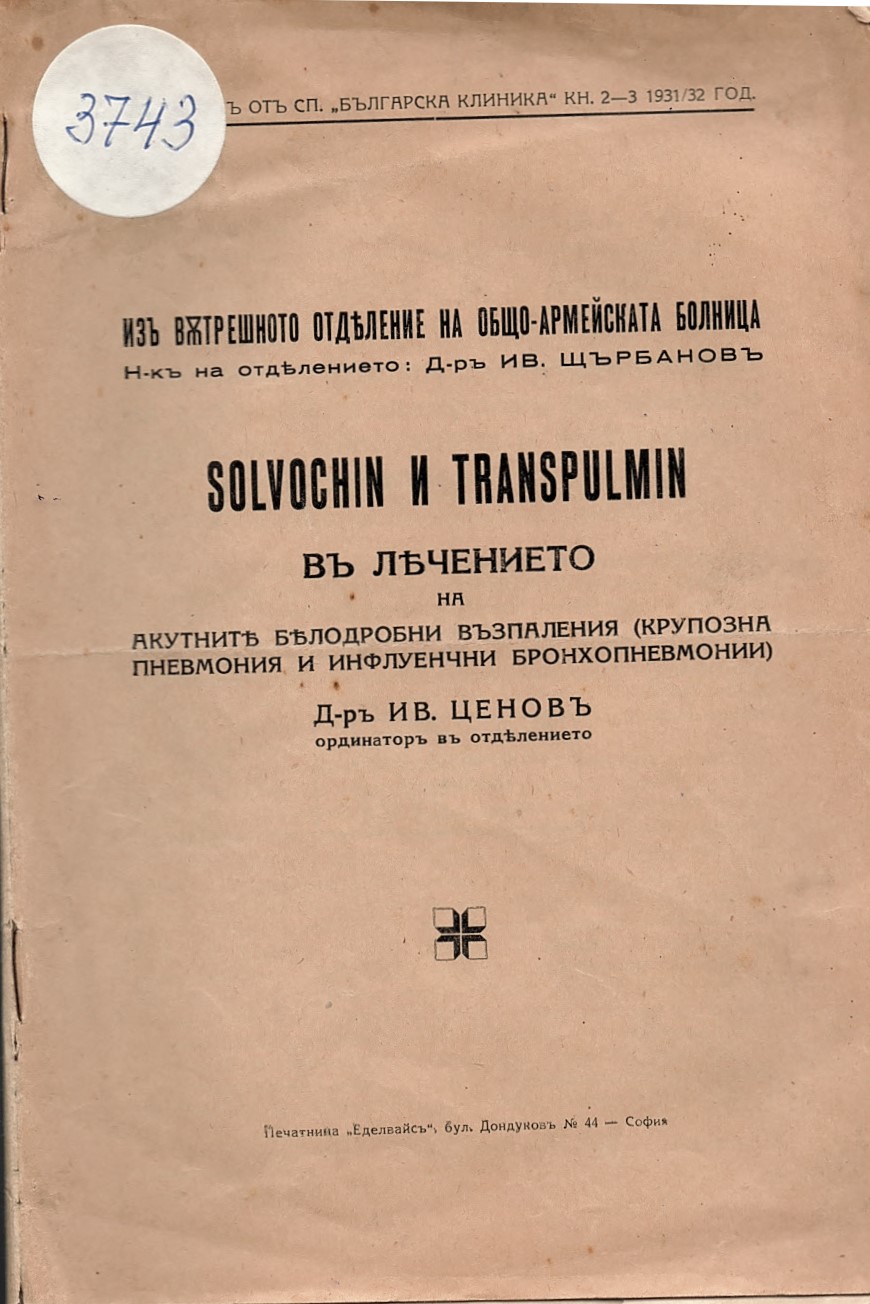 3743
Ъ ОТЪ СП. „БЪЛГАРСКА КЛИНИКА“ КН. 2—3 1931/32 ГОД.
ИЗЪ ВѪТРЕШНОТО ОТДѢЛЕНИЕ НА ОБЩО-АРМЕЙСКАТА БОЛНИЦА
Н-къ на отдѣлението: Д-ръ ИВ. ЩЪРБАНОВЪ
SOLVOCHIN И TRANSPULMIN
ВЪ ЛѢЧЕНИЕТО
НА
АКУТНИТѢ БѢЛОДРОБНИ ВЪЗПАЛЕНИЯ (КРУПОЗНА
ПНЕВМОНИЯ И ИНФЛУЕНЧНИ БРОНХОПНЕВМОНИИ)
Д-ръ ИВ. ЦЕНОВЪ
ординаторъ въ отдѣлението
Печатница „Еделвайсъ“, бул. Дондуковъ № 44 — София